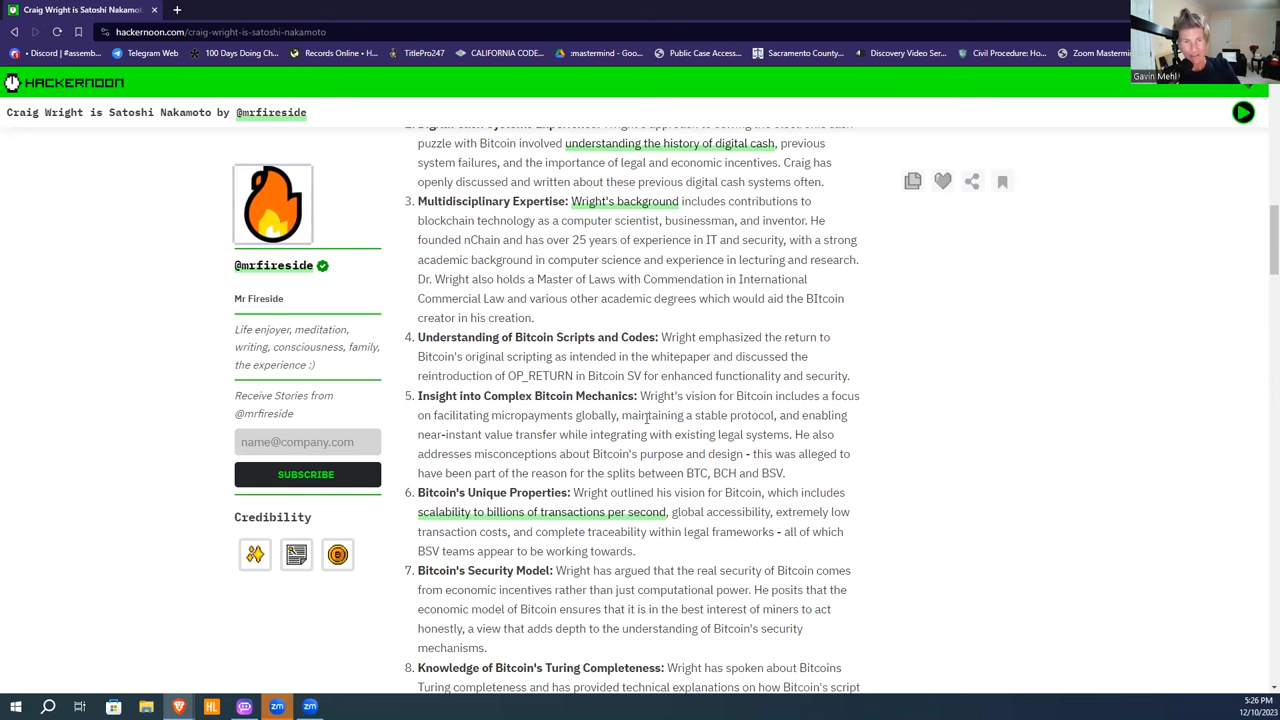 Craig Wright is Satoshi Nakamoto
hackernoon.com/craig-wright-is-satoshi-nakamoto
(4) Discord | #assemb...
Telegram Web
100 Days Doing Cha...
Records Online • H...
TitlePro247
CALIFORNIA CODE...
:mastermind - Goo...
Public Case Access...
Sacramento County...
Discovery Video Ser...
Civil Procedure: Ho...
Zoom Mastermi
Gavin Mehl
HACKERNOON
Craig Wright is Satoshi Nakamoto by @mrfireside
puzzle with Bitcoin involved understanding the history of digital cash, previous
system failures, and the importance of legal and economic incentives. Craig has
openly discussed and written about these previous digital cash systems often.
3. Multidisciplinary Expertise: Wright's background includes contributions to
blockchain technology as a computer scientist, businessman, and inventor. He
founded nChain and has over 25 years of experience in IT and security, with a strong
academic background in computer science and experience in lecturing and research.
Dr. Wright also holds a Master of Laws with Commendation in International
Commercial Law and various other academic degrees which would aid the BItcoin
creator in his creation.
4. Understanding of Bitcoin Scripts and Codes: Wright emphasized the return to
Bitcoin's original scripting as intended in the whitepaper and discussed the
reintroduction of OP_RETURN in Bitcoin SV for enhanced functionality and security.
5. Insight into Complex Bitcoin Mechanics: Wright's vision for Bitcoin includes a focus
on facilitating micropayments globally, maintaining a stable protocol, and enabling
near-instant value transfer while integrating with existing legal systems. He also
addresses misconceptions about Bitcoin's purpose and design - this was alleged to
have been part of the reason for the splits between BTC, BCH and BSV.
6. Bitcoin's Unique Properties: Wright outlined his vision for Bitcoin, which includes
scalability to billions of transactions per second, global accessibility, extremely low
transaction costs, and complete traceability within legal frameworks - all of which
BSV teams appear to be working towards.
7. Bitcoin's Security Model: Wright has argued that the real security of Bitcoin comes
from economic incentives rather than just computational power. He posits that the
economic model of Bitcoin ensures that it is in the best interest of miners to act
honestly, a view that adds depth to the understanding of Bitcoin's security
mechanisms.
8. Knowledge of Bitcoin's Turing Completeness: Wright has spoken about Bitcoins
Turing completeness and has provided technical explanations on how Bitcoin's script
@mrfireside
Mr Fireside
Life enjoyer, meditation,
writing, consciousness, family,
the experience :)
Receive Stories from
@mrfireside
name@company.com
SUBSCRIBE
Credibility
5:26 PM
12/10/2023